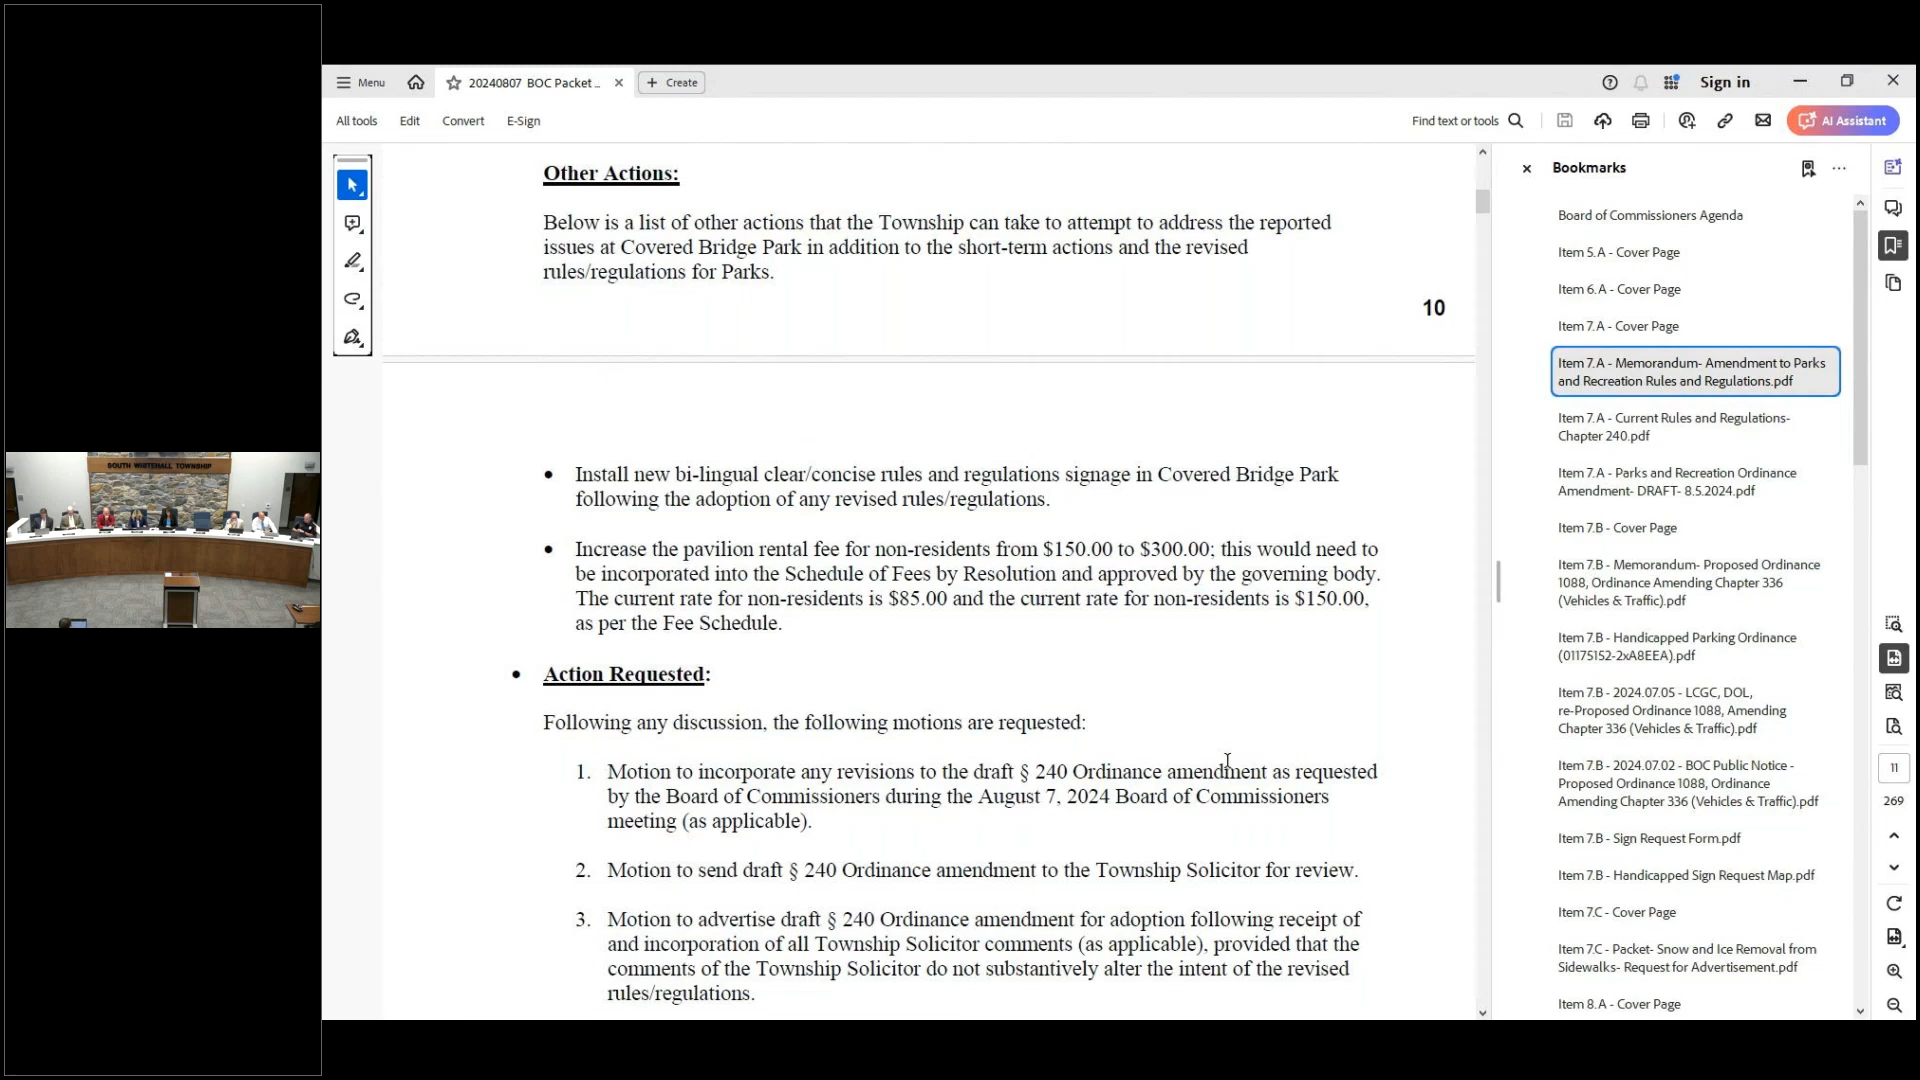 SOUTH WHITEHALL TOWNSHIP
Menu
20240807 BOC Packet ...
Create
Sign in
All tools
Edit
Convert
E-Sign
Find text or tools
AI Assistant
Other Actions:
Below is a list of other actions that the Township can take to attempt to address the reported
issues at Covered Bridge Park in addition to the short-term actions and the revised
rules/regulations for Parks.
10
• Install new bi-lingual clear/concise rules and regulations signage in Covered Bridge Park
following the adoption of any revised rules/regulations.
• Increase the pavilion rental fee for non-residents from $150.00 to $300.00; this would need to
be incorporated into the Schedule of Fees by Resolution and approved by the governing body.
The current rate for non-residents is $85.00 and the current rate for non-residents is $150.00,
as per the Fee Schedule.
• Action Requested:
Following any discussion, the following motions are requested:
1. Motion to incorporate any revisions to the draft § 240 Ordinance amendment as requested
by the Board of Commissioners during the August 7, 2024 Board of Commissioners
meeting (as applicable).
2. Motion to send draft § 240 Ordinance amendment to the Township Solicitor for review.
3. Motion to advertise draft § 240 Ordinance amendment for adoption following receipt of
and incorporation of all Township Solicitor comments (as applicable), provided that the
comments of the Township Solicitor do not substantively alter the intent of the revised
rules/regulations.
Bookmarks
Board of Commissioners Agenda
Item 5.A - Cover Page
Item 6.A - Cover Page
Item 7.A - Cover Page
Item 7.A - Memorandum- Amendment to Parks
and Recreation Rules and Regulations.pdf
Item 7.A - Current Rules and Regulations-
Chapter 240.pdf
Item 7.A - Parks and Recreation Ordinance
Amendment- DRAFT- 8.5.2024.pdf
Item 7.B - Cover Page
Item 7.B - Memorandum- Proposed Ordinance
1088, Ordinance Amending Chapter 336
(Vehicles & Traffic).pdf
Item 7.B - Handicapped Parking Ordinance
(01175152-2xA8EEA).pdf
Item 7.B - 2024.07.05 - LCGC, DOL,
re-Proposed Ordinance 1088, Amending
Chapter 336 (Vehicles & Traffic).pdf
Item 7.B - 2024.07.02 - BOC Public Notice -
Proposed Ordinance 1088, Ordinance
Amending Chapter 336 (Vehicles & Traffic).pdf
Item 7.B - Sign Request Form.pdf
Item 7.B - Handicapped Sign Request Map.pdf
Item 7.C - Cover Page
Item 7.C - Packet- Snow and Ice Removal from
Sidewalks- Request for Advertisement.pdf
Item 8.A - Cover Page
11
269